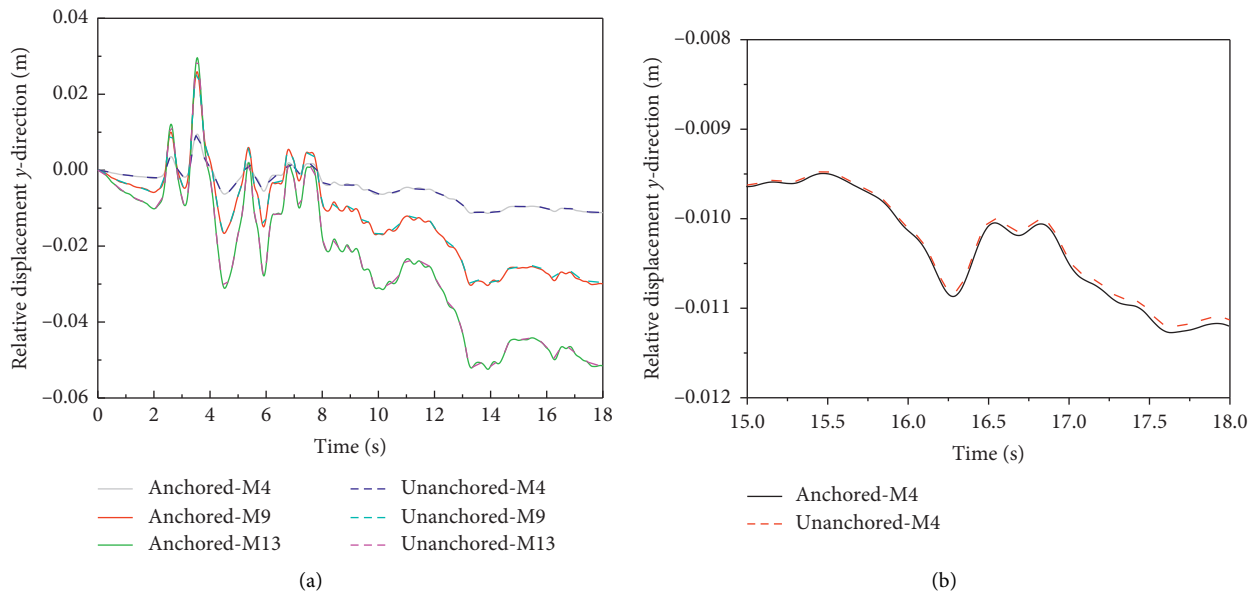 0.04
0.02
0.00
−0.02
−0.04
−0.06
Relative displacement y-direction (m)
0 2 4 6 8 10 12 14 16 18
Time (s)
Anchored-M4
Anchored-M9
Anchored-M13
Unanchored-M4
Unanchored-M9
Unanchored-M13
(a)
−0.008
−0.009
−0.010
−0.011
−0.012
Relative displacement y-direction (m)
15.0 15.5 16.0 16.5 17.0 17.5 18.0
Time (s)
Anchored-M4
Unanchored-M4
(b)